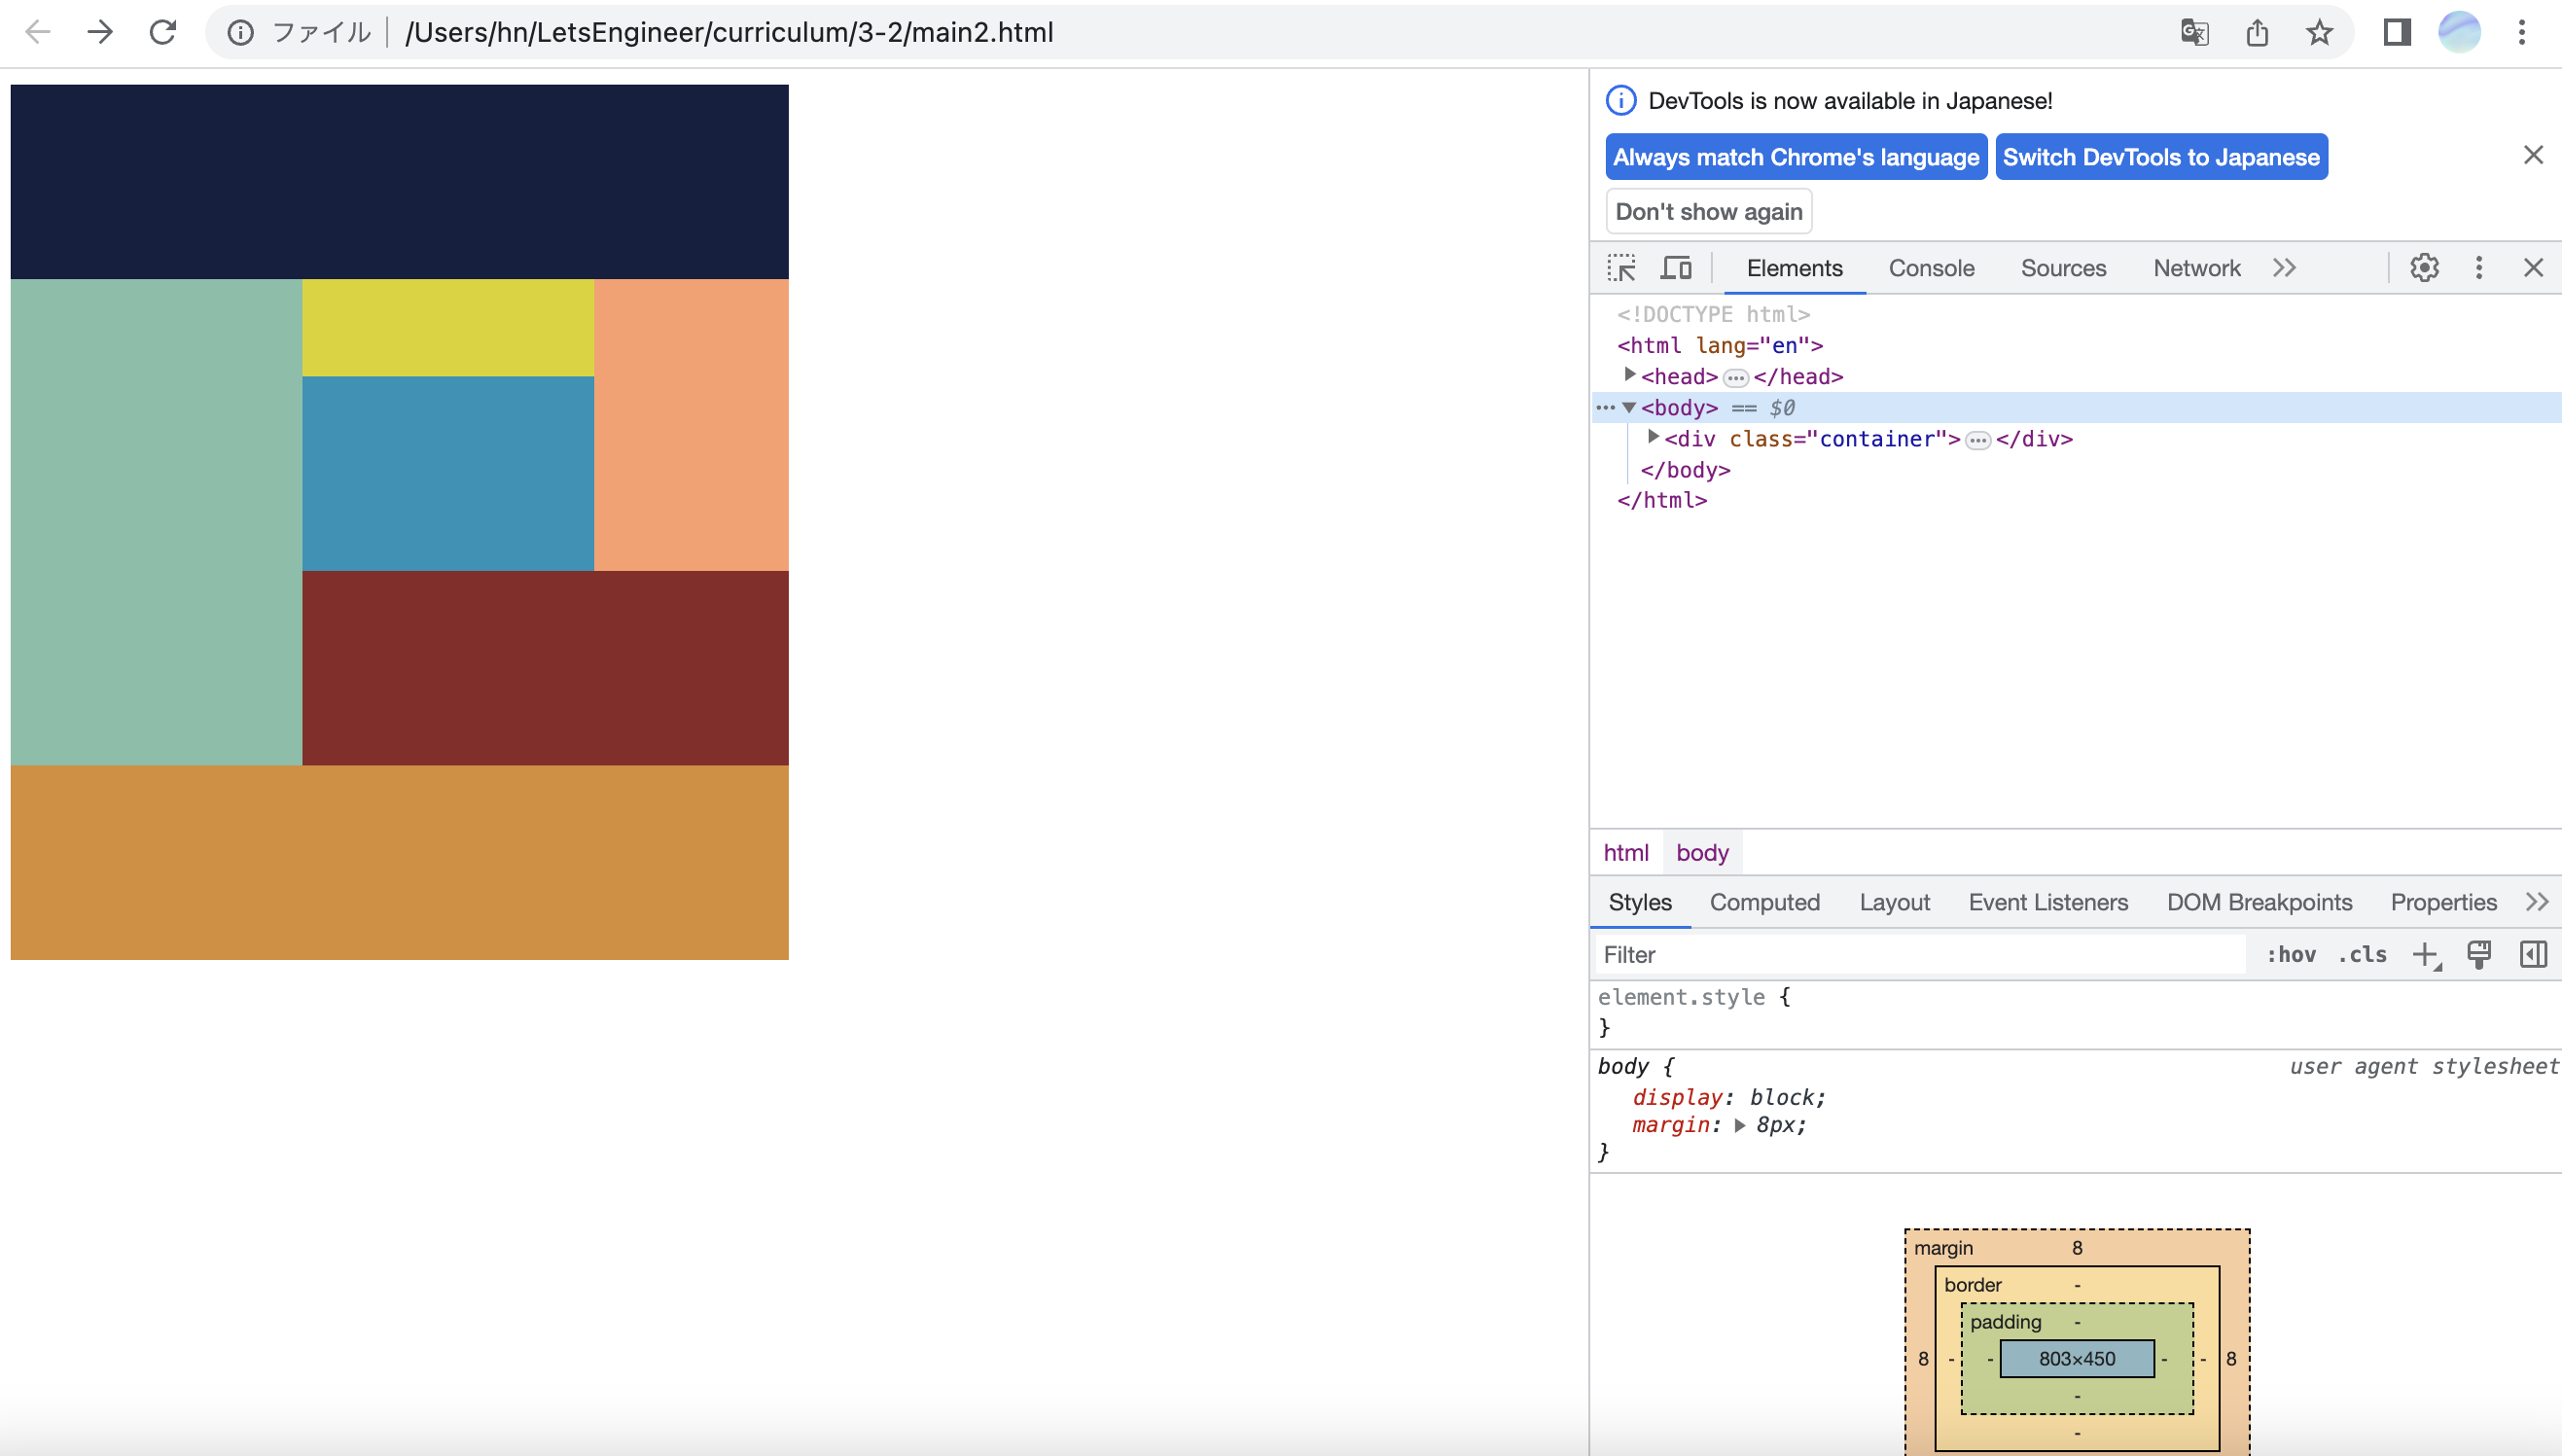 ファイル /Users/hn/LetsEngineer/curriculum/3-2/main2.html
DevTools is now available in Japanese!
Always match Chrome's language Switch DevTools to Japanese
Don't show again
Elements Console Sources Network
<!DOCTYPE html>
<html lang="en">
<head> ••• </head>
••• <body> == $0
<div class="container"> ••• </div>
</body>
</html>
html body
Styles Computed Layout Event Listeners DOM Breakpoints Properties
Filter :hov .cls
element.style {
}
body { user agent stylesheet
display: block;
margin: 8px;
}
margin 8
border -
padding -
8 - - 803×450 - - 8
-
-